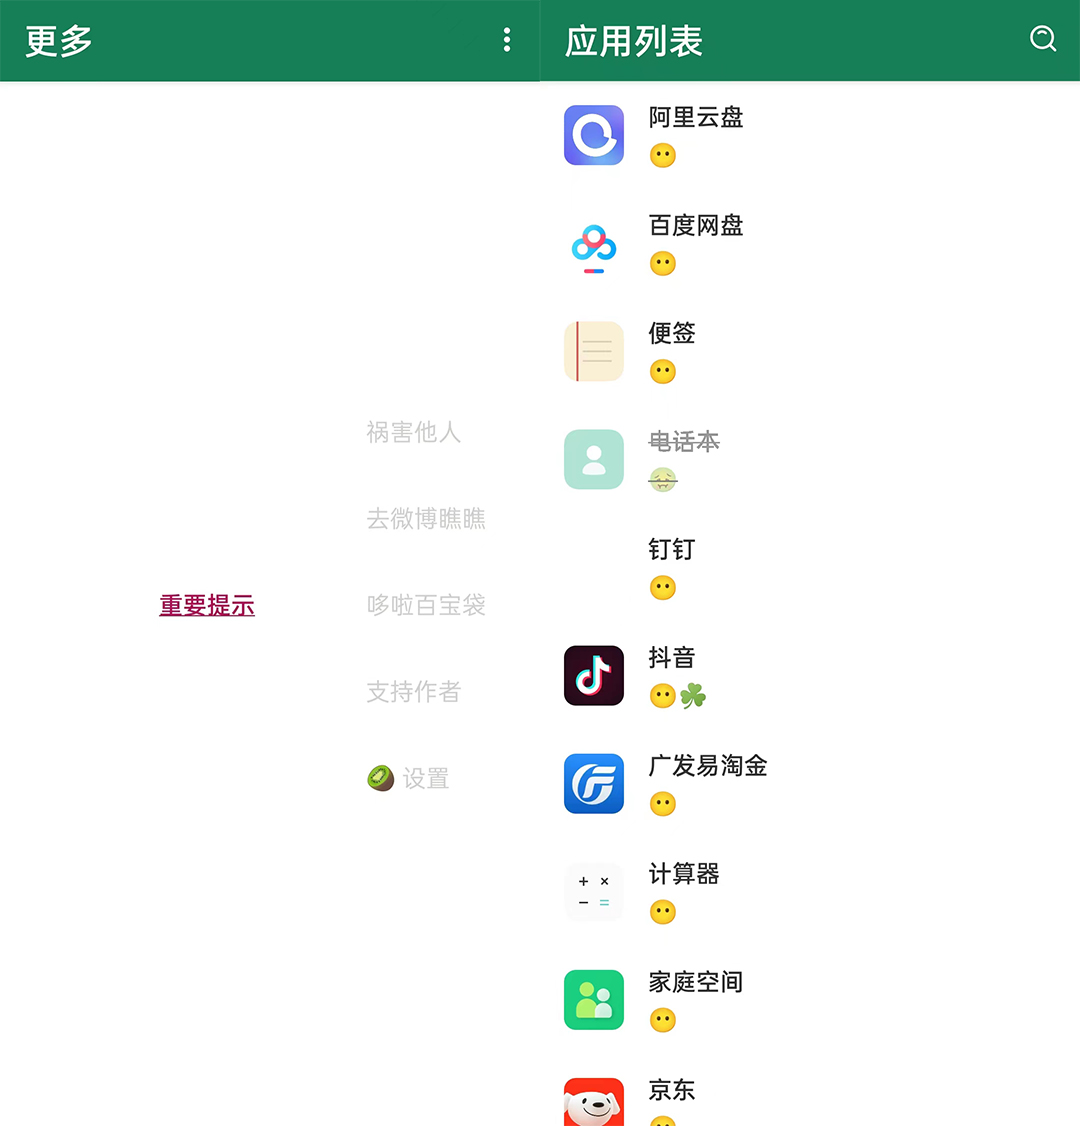 更多
祸害他人
去微博瞧瞧
重要提示
哆啦百宝袋
支持作者
设置
应用列表
阿里云盘
百度网盘
便签
电话本
钉钉
抖音
广发易淘金
计算器
家庭空间
京东